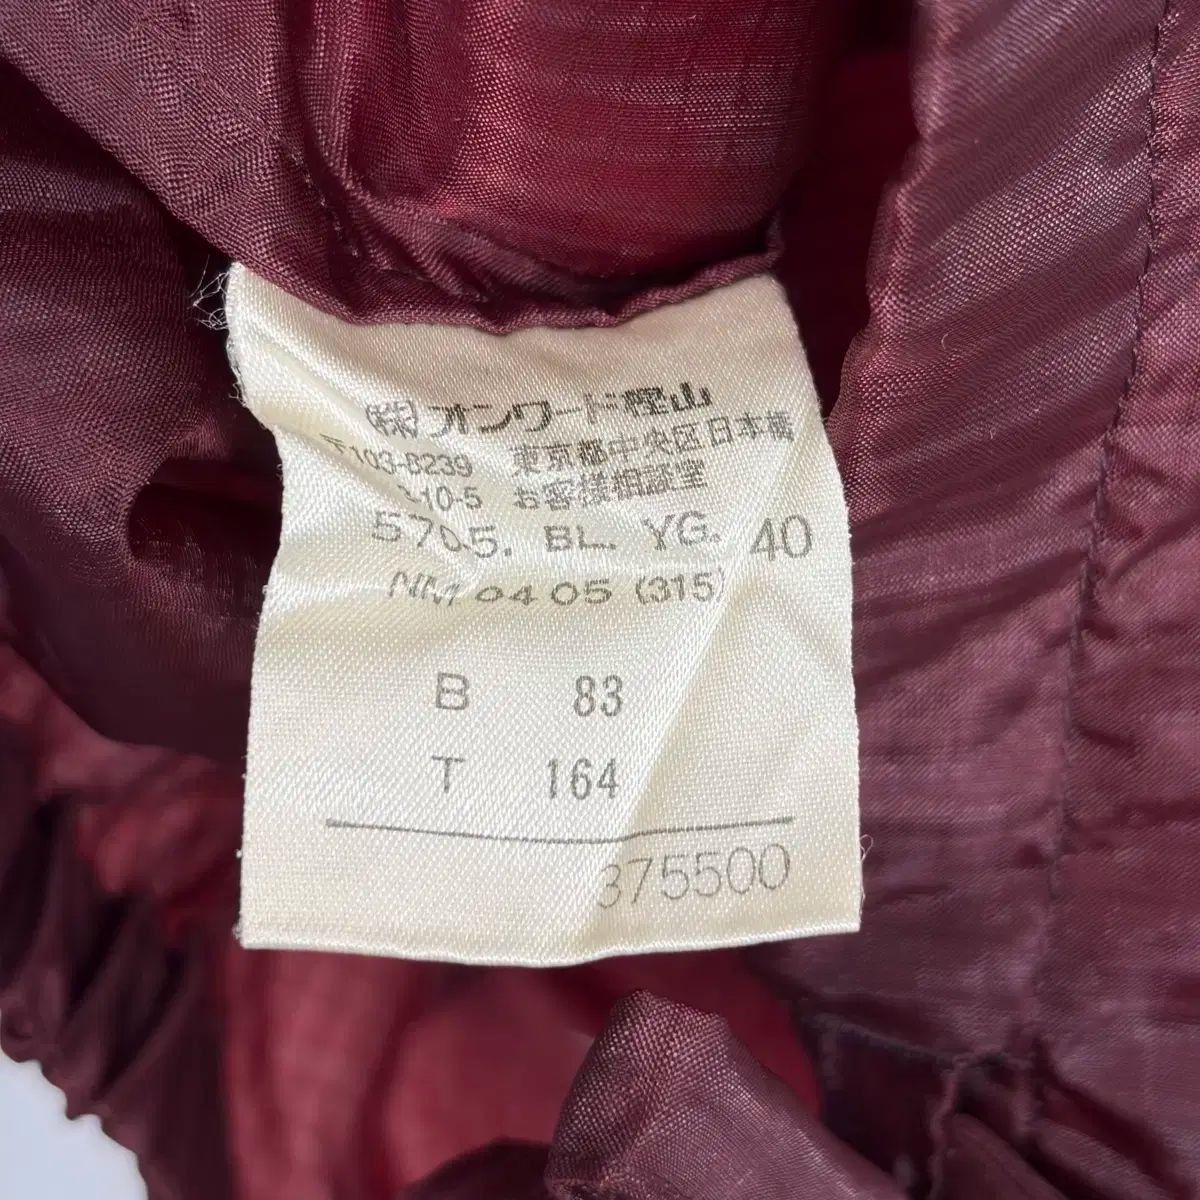 (株)オンワード樫山
〒103-8239 東京都中央区日本橋
3-10-5 お客様相談室
5705. BL. YG. 40
NM 04 05 (315)
B 83
T 164
375500